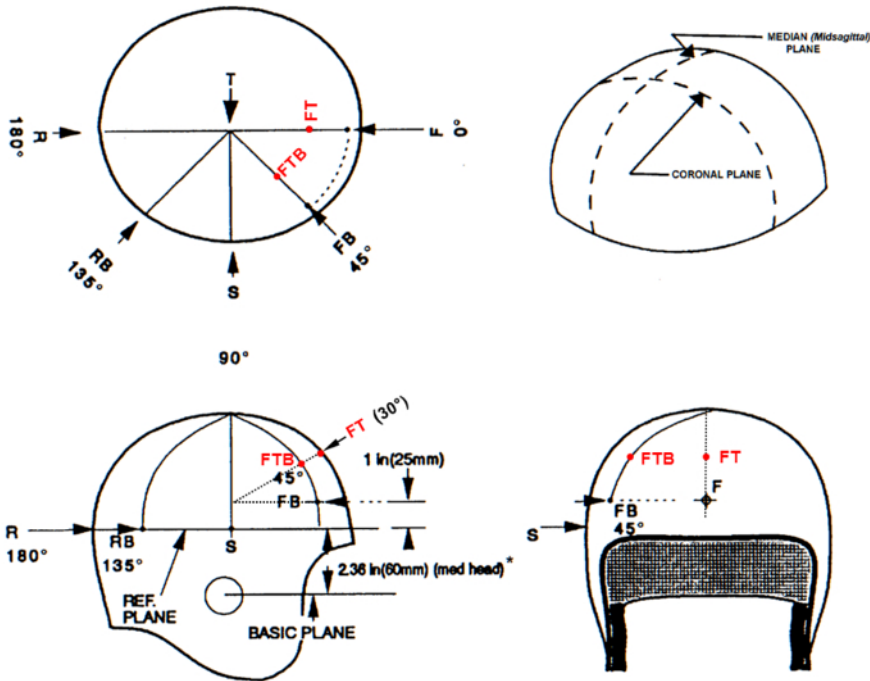 T
FT
R
180°
F
0°
FTB
RB
135°
S
FB
45°
90°
MEDIAN (Midsagittal)
PLANE
CORONAL PLANE
FT (30°)
FTB
45°
1 in(25mm)
FB
R
180°
RB
135°
S
REF.
PLANE
2.36 in(60mm) (med head)*
BASIC PLANE
FTB
FT
F
FB
45°
S